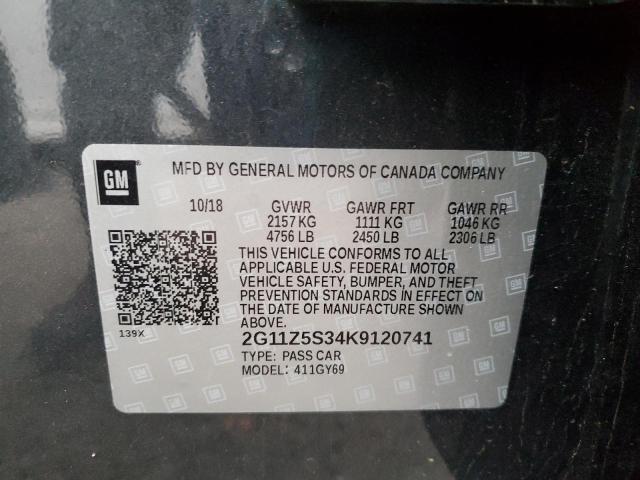 GM
MFD BY GENERAL MOTORS OF CANADA COMPANY
10/18 GVWR GAWR FRT GAWR RR
2157 KG 1111 KG 1046 KG
4756 LB 2450 LB 2306 LB
THIS VEHICLE CONFORMS TO ALL
APPLICABLE U.S. FEDERAL MOTOR
VEHICLE SAFETY, BUMPER, AND THEFT
PREVENTION STANDARDS IN EFFECT ON
THE DATE OF MANUFACTURE SHOWN
ABOVE.
139X
2G11Z5S34K9120741
TYPE: PASS CAR
MODEL: 411GY69